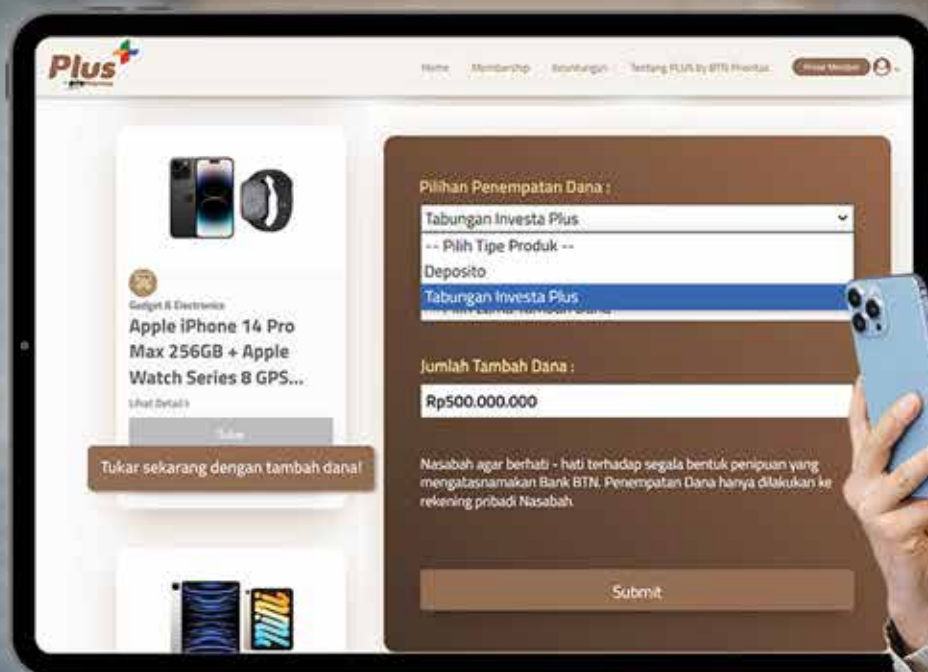 Plus
Home Membership Keuntungan Tentang PLUS by BTN Prioritas
Gadget & Electronics
Apple iPhone 14 Pro
Max 256GB + Apple
Watch Series 8 GPS...
Lihat Detail >
Tukar
Tukar sekarang dengan tambah dana!
Pilihan Penempatan Dana :
Tabungan Investa Plus
-- Pilih Tipe Produk --
Deposito
Tabungan Investa Plus
Jumlah Tambah Dana :
Rp500.000.000
Nasabah agar berhati - hati terhadap segala bentuk penipuan yang
mengatasnamakan Bank BTN. Penempatan Dana hanya dilakukan ke
rekening pribadi Nasabah.
Submit